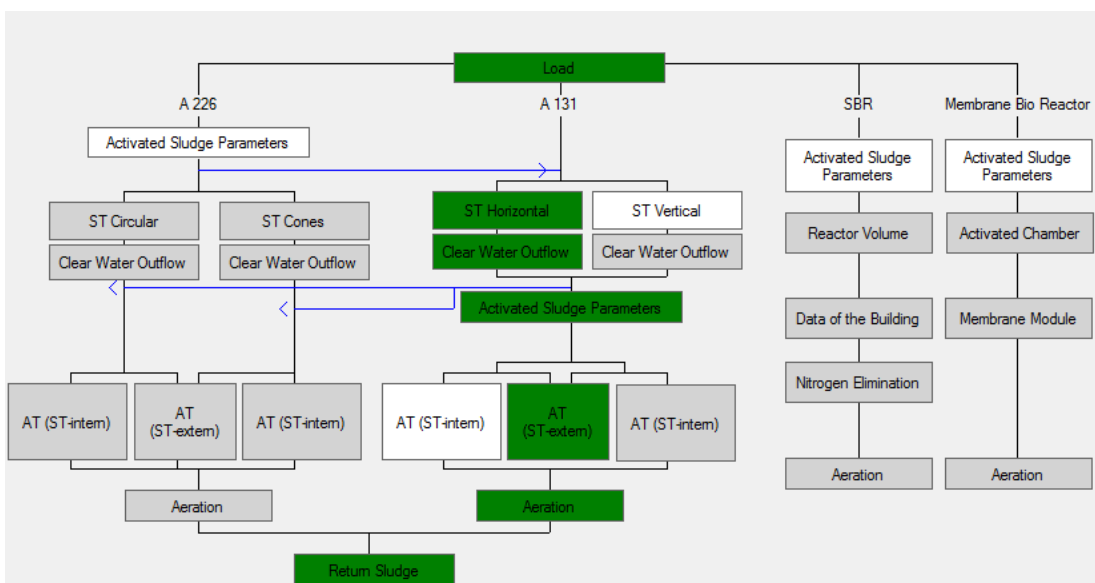 Load
A 226
A 131
SBR
Membrane Bio Reactor
Activated Sludge Parameters
Activated Sludge
Parameters
Activated Sludge
Parameters
ST Circular
ST Cones
ST Horizontal
ST Vertical
Reactor Volume
Activated Chamber
Clear Water Outflow
Clear Water Outflow
Clear Water Outflow
Clear Water Outflow
Activated Sludge Parameters
Data of the Building
Membrane Module
Nitrogen Elimination
AT (ST-intern)
AT
(ST-extern)
AT (ST-intern)
AT (ST-intern)
AT
(ST-extern)
AT (ST-intern)
Aeration
Aeration
Aeration
Aeration
Return Sludge